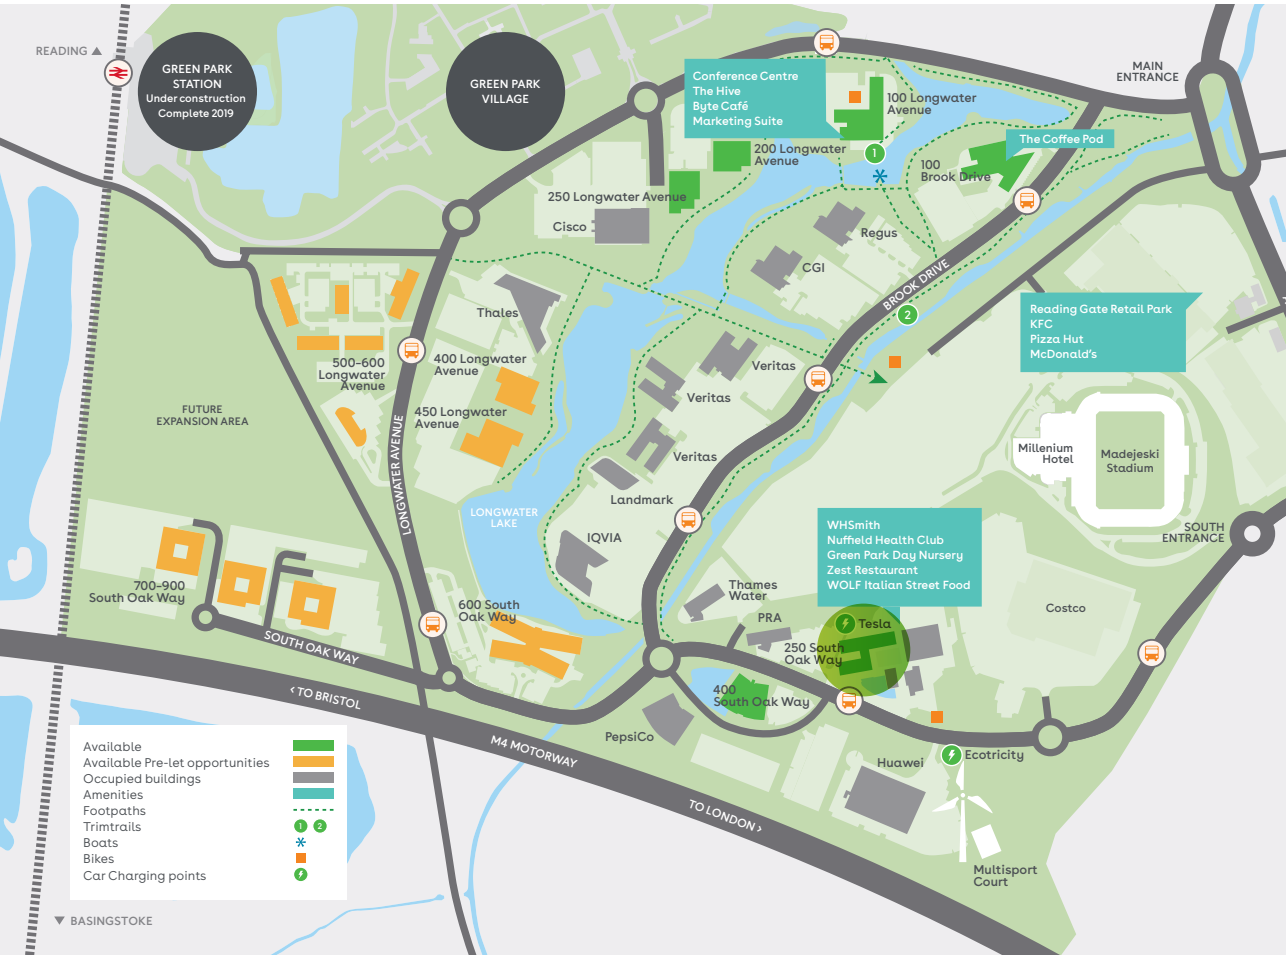 READING ▲
GREEN PARK
STATION
Under construction
Complete 2019
GREEN PARK
VILLAGE
MAIN
ENTRANCE
Conference Centre
The Hive
Byte Café
Marketing Suite
100 Longwater
Avenue
1
The Coffee Pod
200 Longwater
Avenue
100
Brook Drive
250 Longwater Avenue
Cisco
Regus
CGI
BROOK DRIVE
2
Thales
Reading Gate Retail Park
KFC
Pizza Hut
McDonald's
500-600
Longwater
Avenue
400 Longwater
Avenue
Veritas
Veritas
FUTURE
EXPANSION AREA
450 Longwater
Avenue
LONGWATER AVENUE
Veritas
Millenium
Hotel
Madejeski
Stadium
Landmark
LONGWATER
LAKE
IQVIA
SOUTH
ENTRANCE
WHSmith
Nuffield Health Club
Green Park Day Nursery
Zest Restaurant
WOLF Italian Street Food
700-900
South Oak Way
600 South
Oak Way
Thames
Water
PRA
Tesla
Costco
250 South
Oak Way
SOUTH OAK WAY
400
South Oak Way
‹ TO BRISTOL
PepsiCo
M4 MOTORWAY
Huawei
Ecotricity
TO LONDON ›
Multisport
Court
Available
Available Pre-let opportunities
Occupied buildings
Amenities
Footpaths
Trimtrails 1 2
Boats
Bikes
Car Charging points
▼ BASINGSTOKE